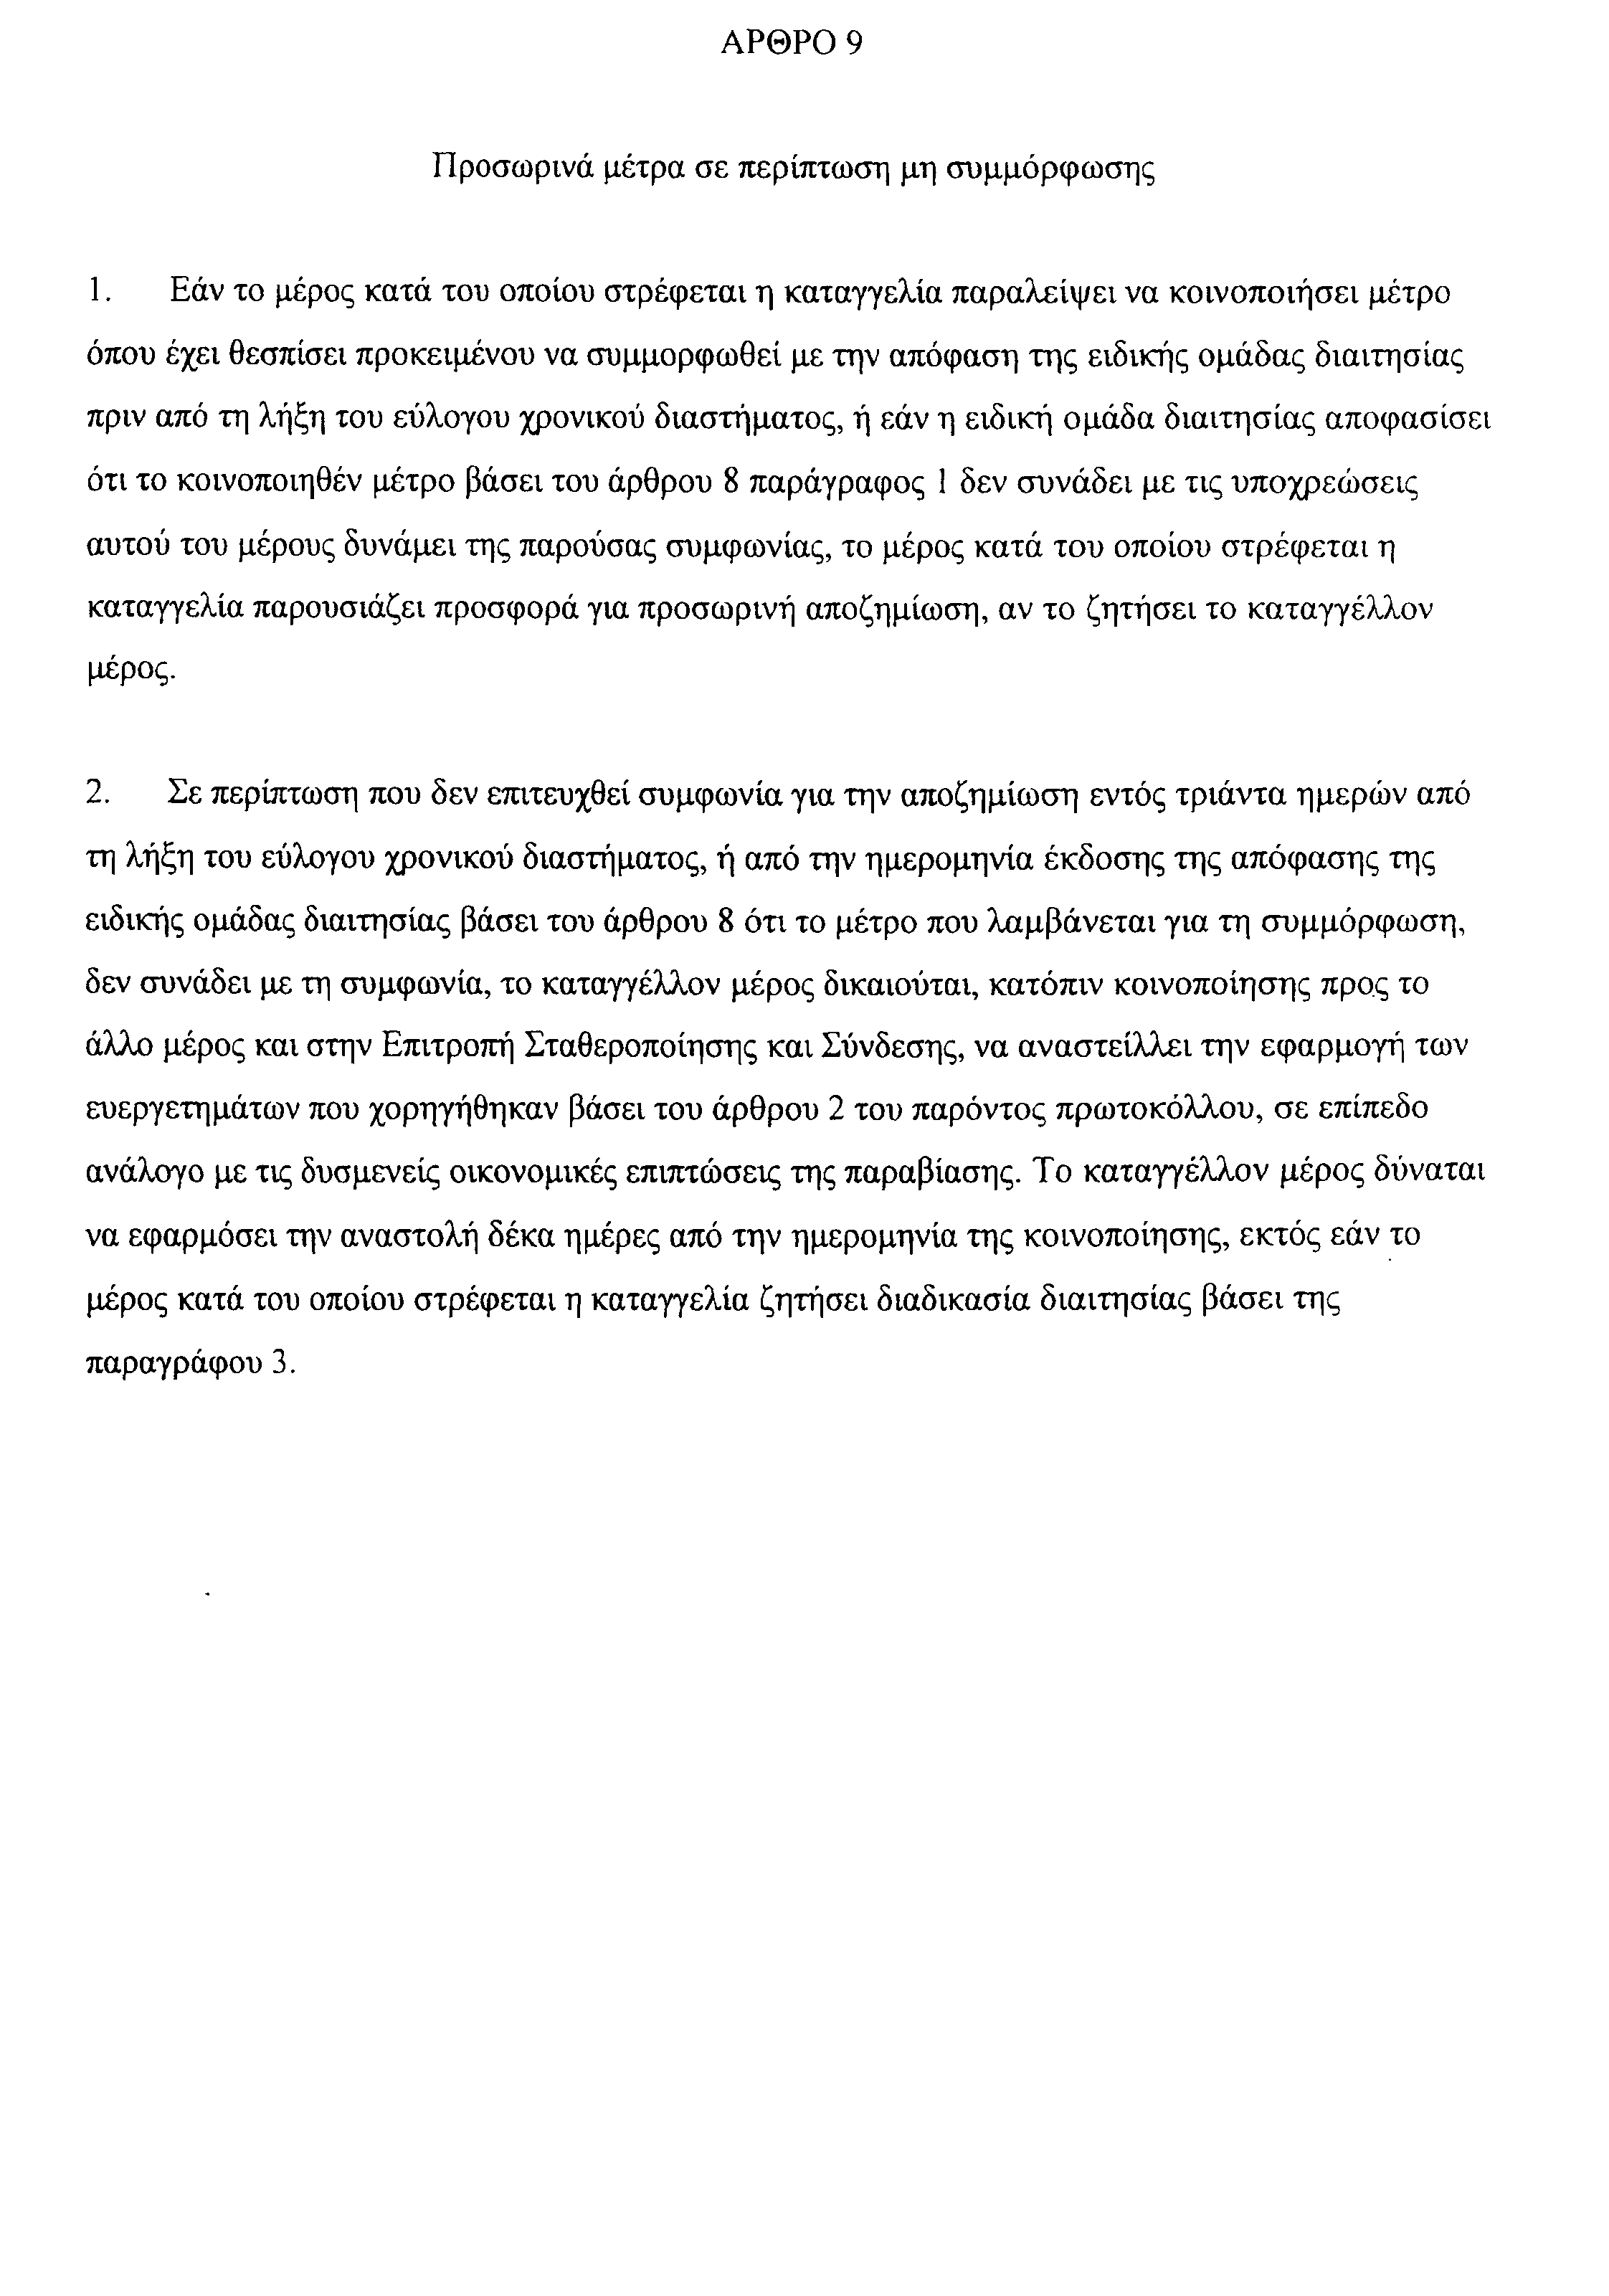 ΑΡΘΡΟ 9
Προσωρινά μέτρα σε περίπτωση μη συμμόρφωσης
1. Εάν το μέρος κατά του οποίου στρέφεται η καταγγελία παραλείψει να κοινοποιήσει μέτρο
όπου έχει θεσπίσει προκειμένου να συμμορφωθεί με την απόφαση της ειδικής ομάδας διαιτησίας
πριν από τη λήξη του εύλογου χρονικού διαστήματος, ή εάν η ειδική ομάδα διαιτησίας αποφασίσει
ότι το κοινοποιηθέν μέτρο βάσει του άρθρου 8 παράγραφος 1 δεν συνάδει με τις υποχρεώσεις
αυτού του μέρους δυνάμει της παρούσας συμφωνίας, το μέρος κατά του οποίου στρέφεται η
καταγγελία παρουσιάζει προσφορά για προσωρινή αποζημίωση, αν το ζητήσει το καταγγέλλον
μέρος.
2. Σε περίπτωση που δεν επιτευχθεί συμφωνία για την αποζημίωση εντός τριάντα ημερών από
τη λήξη του εύλογου χρονικού διαστήματος, ή από την ημερομηνία έκδοσης της απόφασης της
ειδικής ομάδας διαιτησίας βάσει του άρθρου 8 ότι το μέτρο που λαμβάνεται για τη συμμόρφωση,
δεν συνάδει με τη συμφωνία, το καταγγέλλον μέρος δικαιούται, κατόπιν κοινοποίησης προς το
άλλο μέρος και στην Επιτροπή Σταθεροποίησης και Σύνδεσης, να αναστείλλει την εφαρμογή των
ευεργετημάτων που χορηγήθηκαν βάσει του άρθρου 2 του παρόντος πρωτοκόλλου, σε επίπεδο
ανάλογο με τις δυσμενείς οικονομικές επιπτώσεις της παραβίασης. Το καταγγέλλον μέρος δύναται
να εφαρμόσει την αναστολή δέκα ημέρες από την ημερομηνία της κοινοποίησης, εκτός εάν το
μέρος κατά του οποίου στρέφεται η καταγγελία ζητήσει διαδικασία διαιτησίας βάσει της
παραγράφου 3.